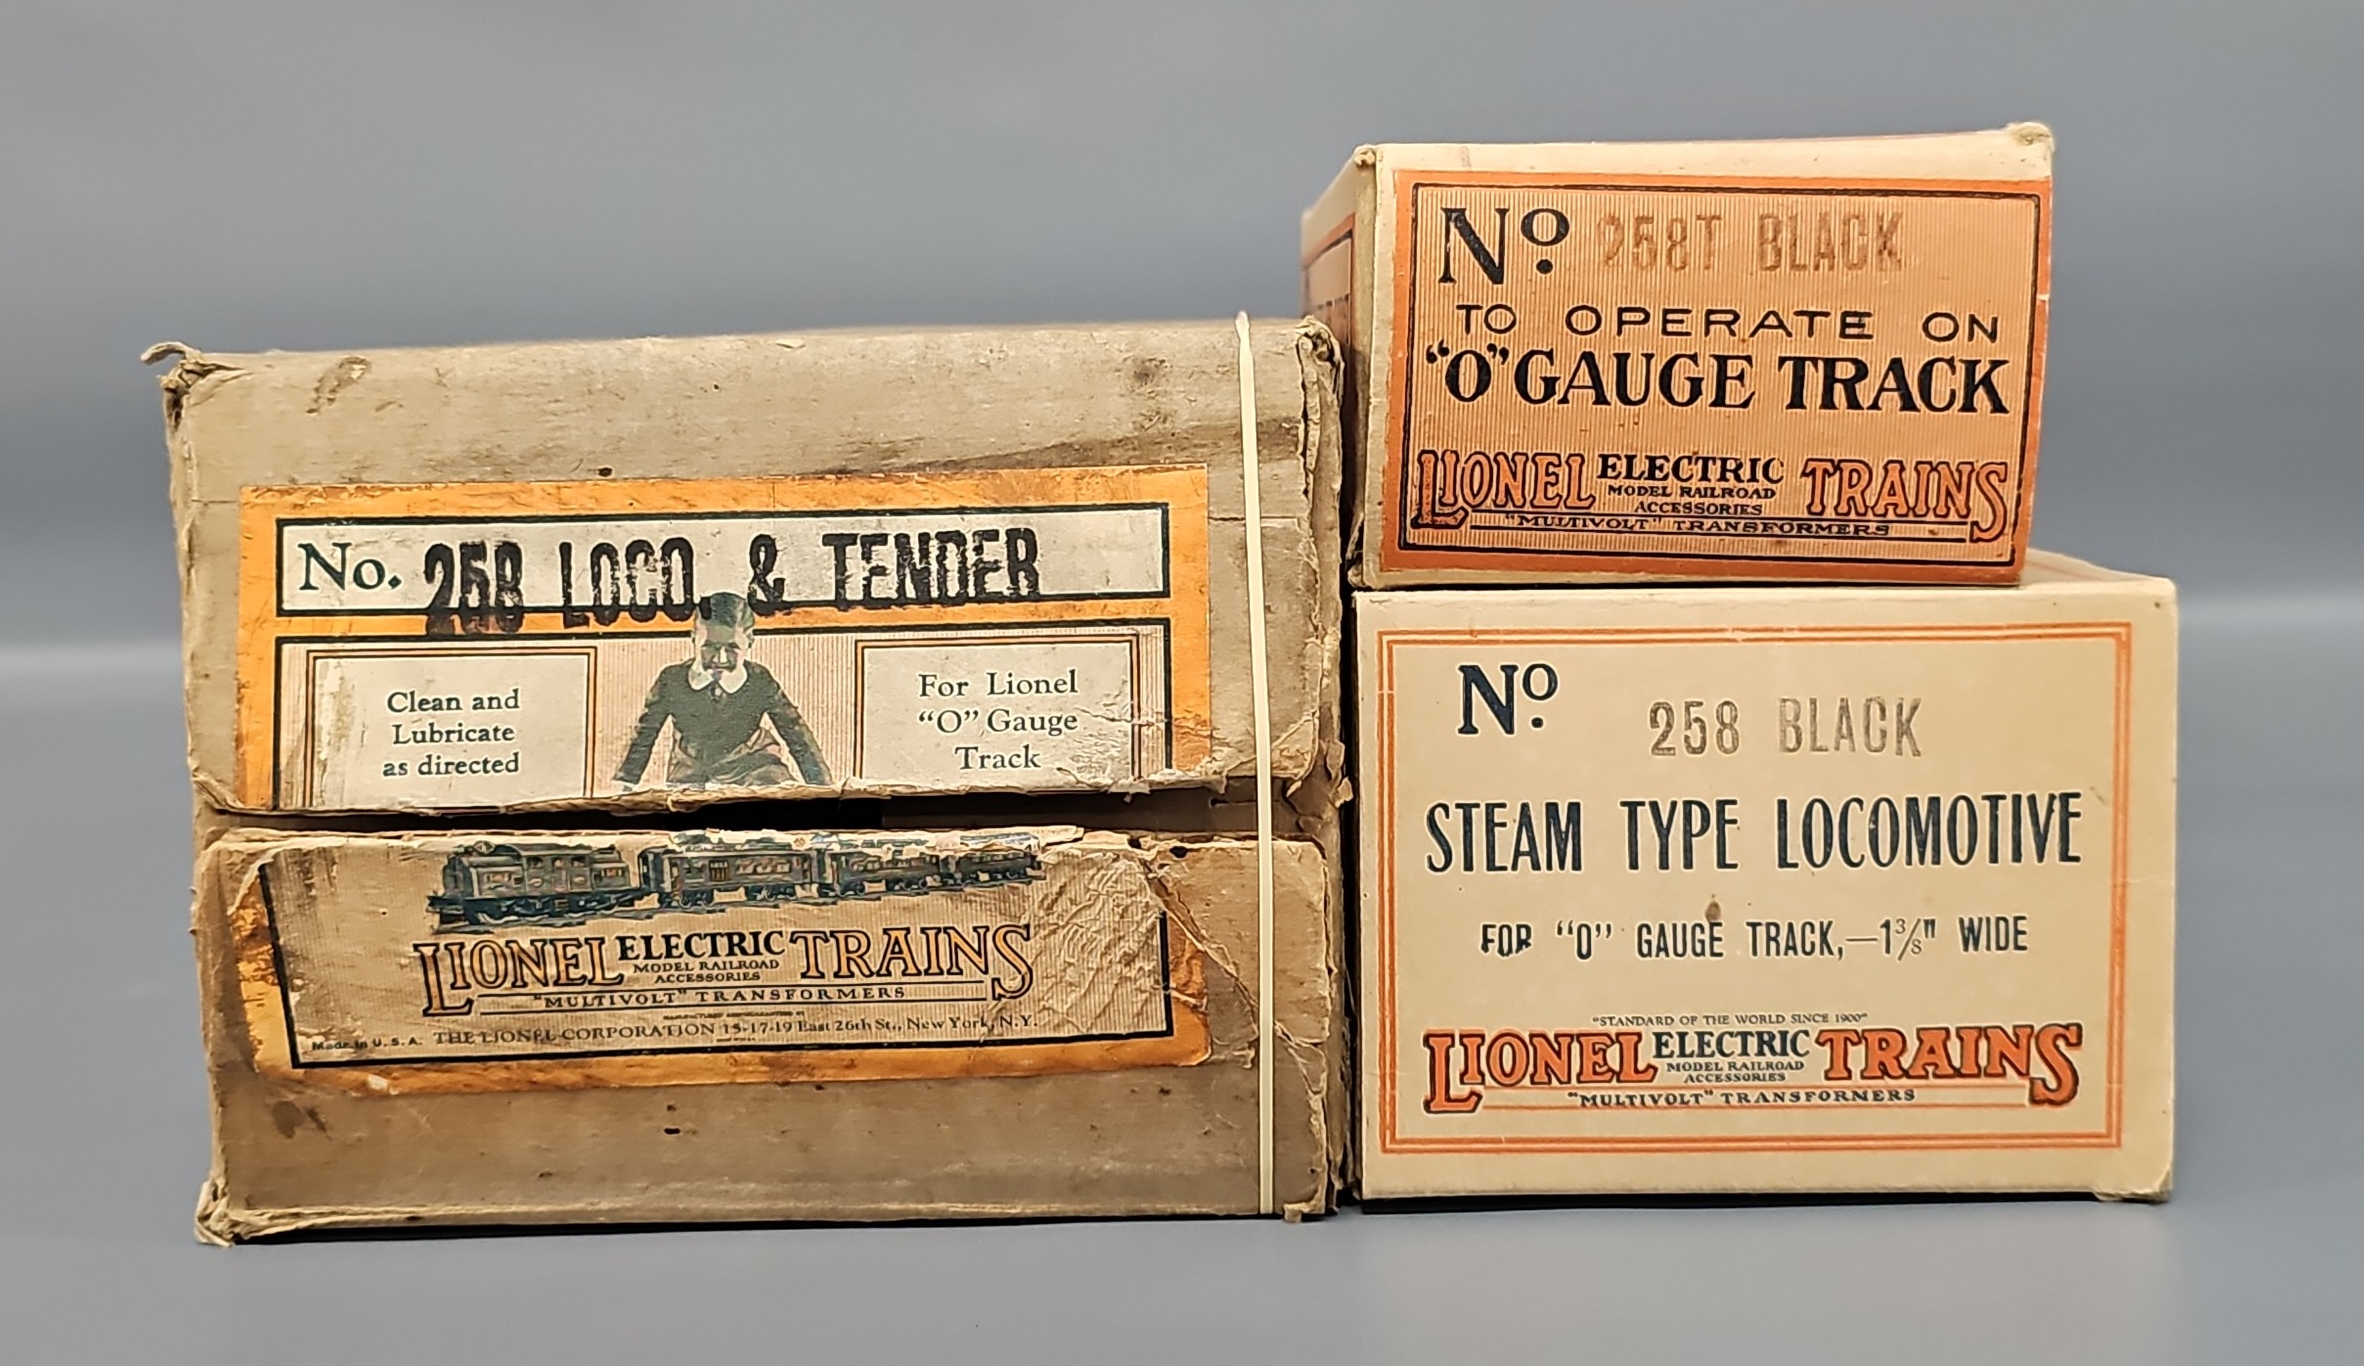 No. 258 LOCO. & TENDER
Clean and
Lubricate
as directed
For Lionel
"O" Gauge
Track
LIONEL ELECTRIC TRAINS
MODEL RAILROAD
ACCESSORIES
"MULTIVOLT" TRANSFORMERS
Made in U.S.A. THE LIONEL CORPORATION 15-17-19 East 26th St., New York, N.Y.
No. 258T BLACK
TO OPERATE ON
"O" GAUGE TRACK
LIONEL ELECTRIC TRAINS
MODEL RAILROAD
ACCESSORIES
"MULTIVOLT" TRANSFORMERS
No. 258 BLACK
STEAM TYPE LOCOMOTIVE
FOR "O" GAUGE TRACK,—1 3/8" WIDE
"STANDARD OF THE WORLD SINCE 1900"
LIONEL ELECTRIC TRAINS
MODEL RAILROAD
ACCESSORIES
"MULTIVOLT" TRANSFORMERS